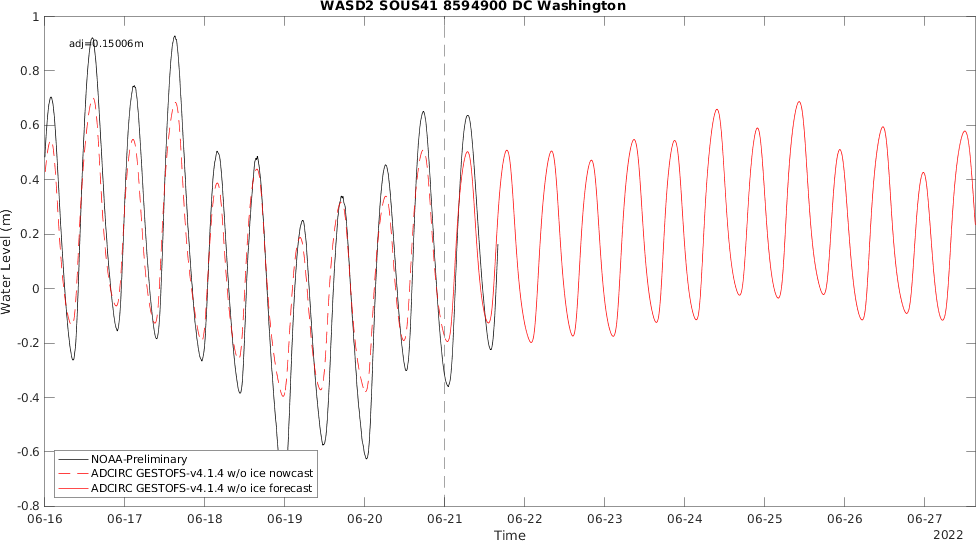 WASD2 SOUS41 8594900 DC Washington
adj=0.15006m
1
0.8
0.6
0.4
0.2
0
-0.2
-0.4
-0.6
-0.8
Water Level (m)
NOAA-Preliminary
ADCIRC GESTOFS-v4.1.4 w/o ice nowcast
ADCIRC GESTOFS-v4.1.4 w/o ice forecast
06-16 06-17 06-18 06-19 06-20 06-21 06-22 06-23 06-24 06-25 06-26 06-27
Time
2022